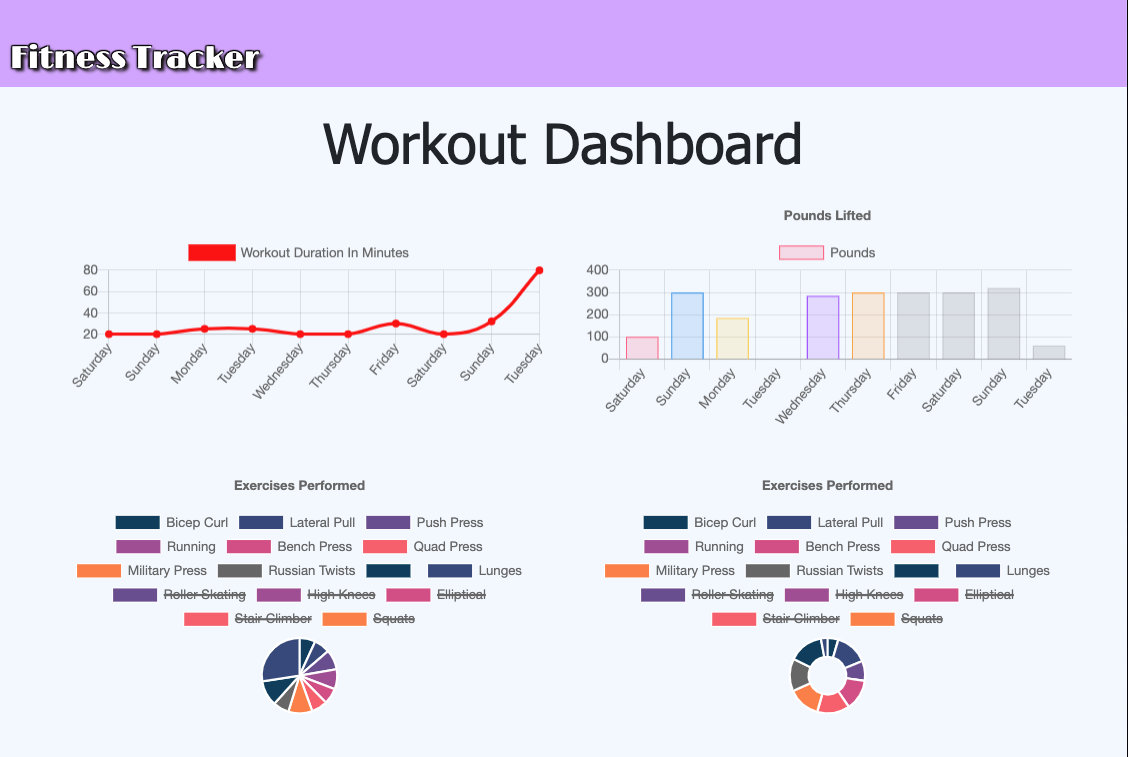 Fitness Tracker
Workout Dashboard
Workout Duration In Minutes
80
60
40
20
Saturday Sunday Monday Tuesday Wednesday Thursday Friday Saturday Sunday Tuesday
Pounds Lifted
Pounds
400
300
200
100
0
Saturday Sunday Monday Tuesday Wednesday Thursday Friday Saturday Sunday Tuesday
Exercises Performed
Bicep Curl Lateral Pull Push Press
Running Bench Press Quad Press
Military Press Russian Twists Lunges
Roller Skating High Knees Elliptical
Stair Climber Squats
Exercises Performed
Bicep Curl Lateral Pull Push Press
Running Bench Press Quad Press
Military Press Russian Twists Lunges
Roller Skating High Knees Elliptical
Stair Climber Squats